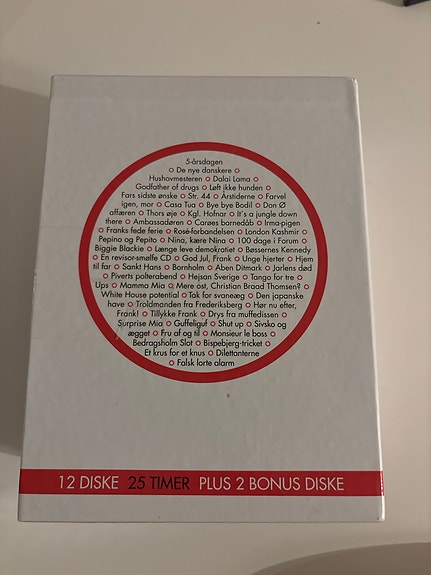 5-årsdagen
○ De nye danskere ○
Hushovmesteren ○ Dalai Lama ○
Godfather of drugs ○ Løft ikke hunden ○
Fars sidste ønske ○ Str. 44 ○ Årstiderne ○ Farvel
igen, mor ○ Casa Tua ○ Bye bye Bodil ○ Don Ø
affæren ○ Thors øje ○ Kgl. Hofnar ○ It's a jungle down
there ○ Ambassadøren ○ Carøes barnedåb ○ Irma-pigen
○ Franks fede ferie ○ Rosé-forbandelsen ○ London Kashmir ○
Pepino og Pepito ○ Nina, kære Nina ○ 100 dage i Forum ○
Biggie Blackie ○ Længe leve demokratiet ○ Bøssernes Kennedy
○ En revisor-smølfe CD ○ God Jul, Frank ○ Unge hjerter ○ Hjem
til far ○ Sankt Hans ○ Bornholm ○ Aben Ditmark ○ Jarlens død
○ Piverts polterabend ○ Hejsan Sverige ○ Tango for tre ○
Ups ○ Mamma Mia ○ Mere ost, Christian Braad Thomsen? ○
White House potential ○ Tak for svaneæg ○ Den japanske
have ○ Troldmanden fra Frederiksberg ○ Hør nu efter,
Frank! ○ Tillykke Frank ○ Drys fra muffedissen ○
Surprise Mia ○ Guffeliguf ○ Shut up ○ Sivsko og
ægget ○ Fru af og til ○ Monsieur le boss ○
Bedragsholm Slot ○ Bispebjerg-tricket ○
Et krus for et knus ○ Dilettanterne
○ Falsk lorte alarm
12 DISKE 25 TIMER PLUS 2 BONUS DISKE